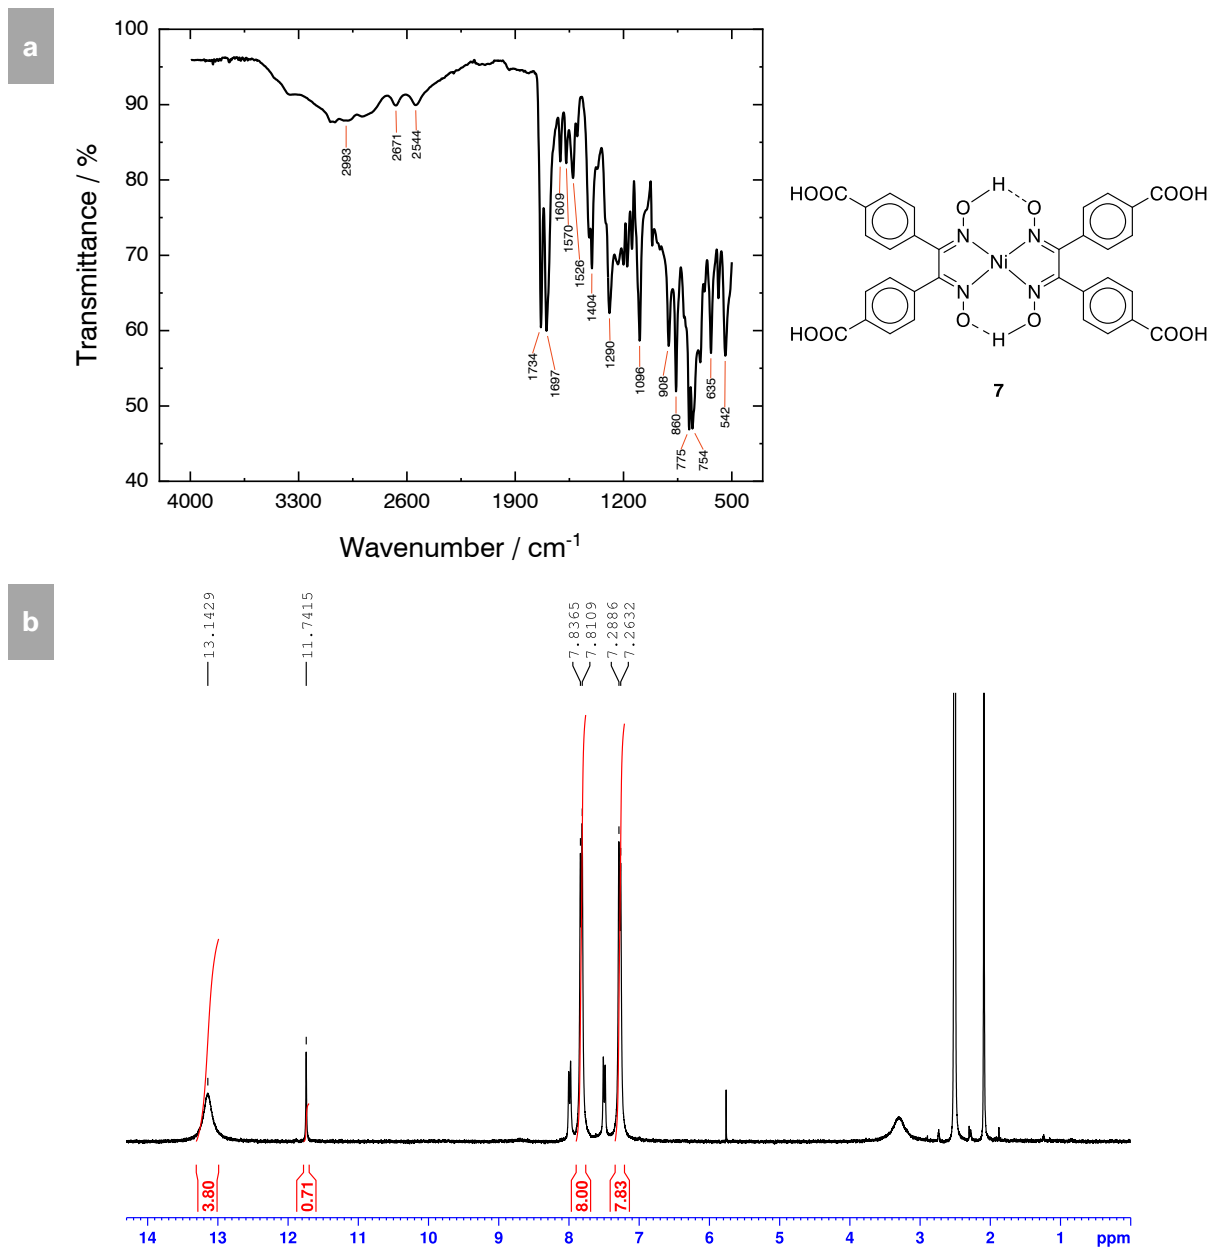 a
100
90
80
70
60
50
40
Transmittance / %
4000
3300
2600
1900
1200
500
Wavenumber / cm-1
2993
2671
2544
1734
1697
1609
1570
1526
1404
1290
1096
908
860
775
754
635
542
HOOC
COOH
O
H
O
N
N
Ni
N
N
O
H
O
HOOC
COOH
7
b
13.1429
11.7415
7.8365
7.8109
7.2886
7.2632
3.80
0.71
8.00
7.83
14 13 12 11 10 9 8 7 6 5 4 3 2 1 ppm